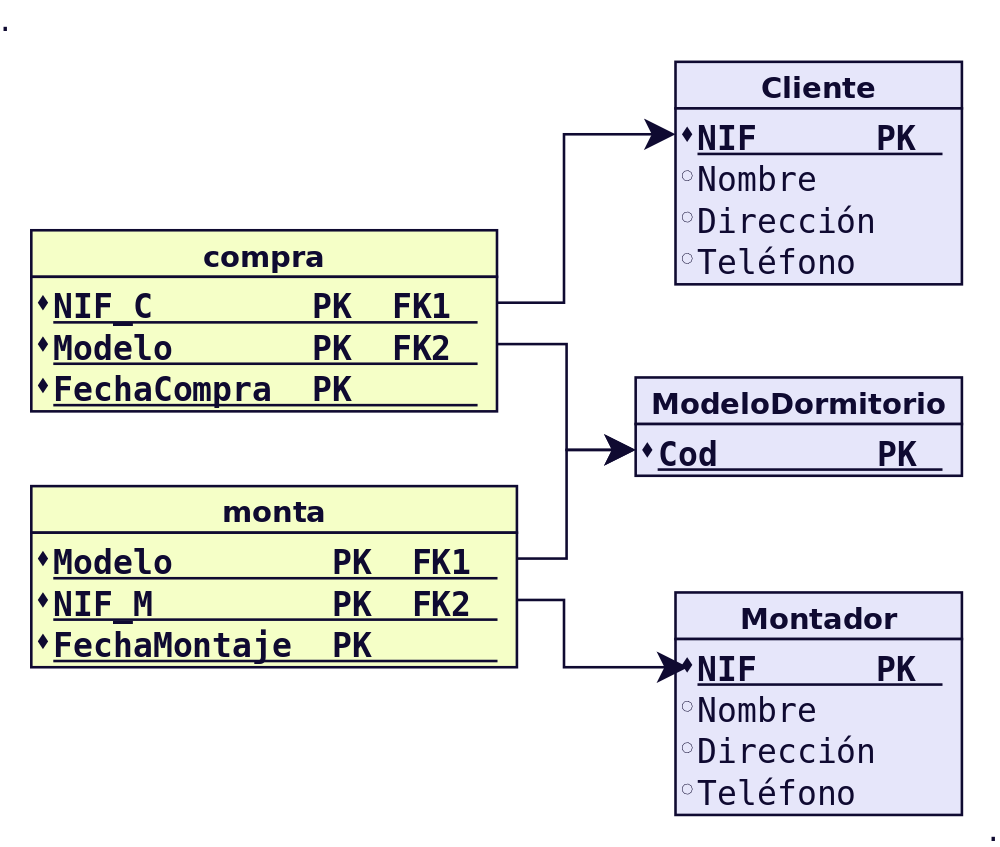 .
Cliente
NIF PK
Nombre
Dirección
Teléfono
compra
NIF_C PK FK1
Modelo PK FK2
FechaCompra PK
ModeloDormitorio
Cod PK
monta
Modelo PK FK1
NIF_M PK FK2
FechaMontaje PK
Montador
NIF PK
Nombre
Dirección
Teléfono
.